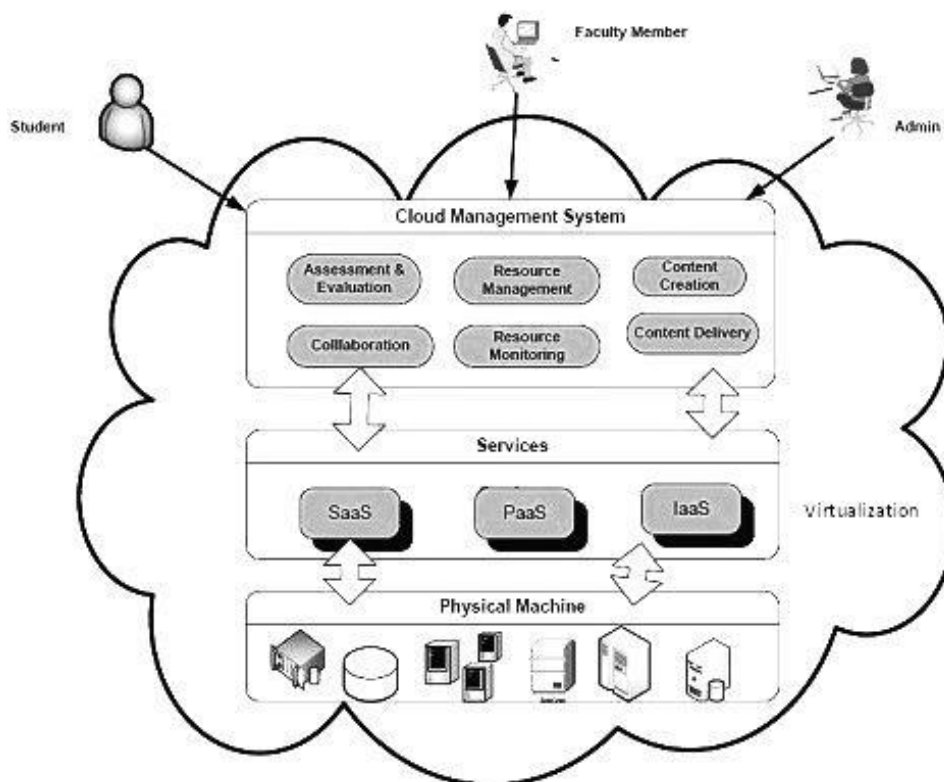 Faculty Member
Student
Admin
Cloud Management System
Assessment &
Evaluation
Resource
Management
Content
Creation
Colllaboration
Resource
Monitoring
Content Delivery
Services
SaaS
PaaS
IaaS
Virtualization
Physical Machine